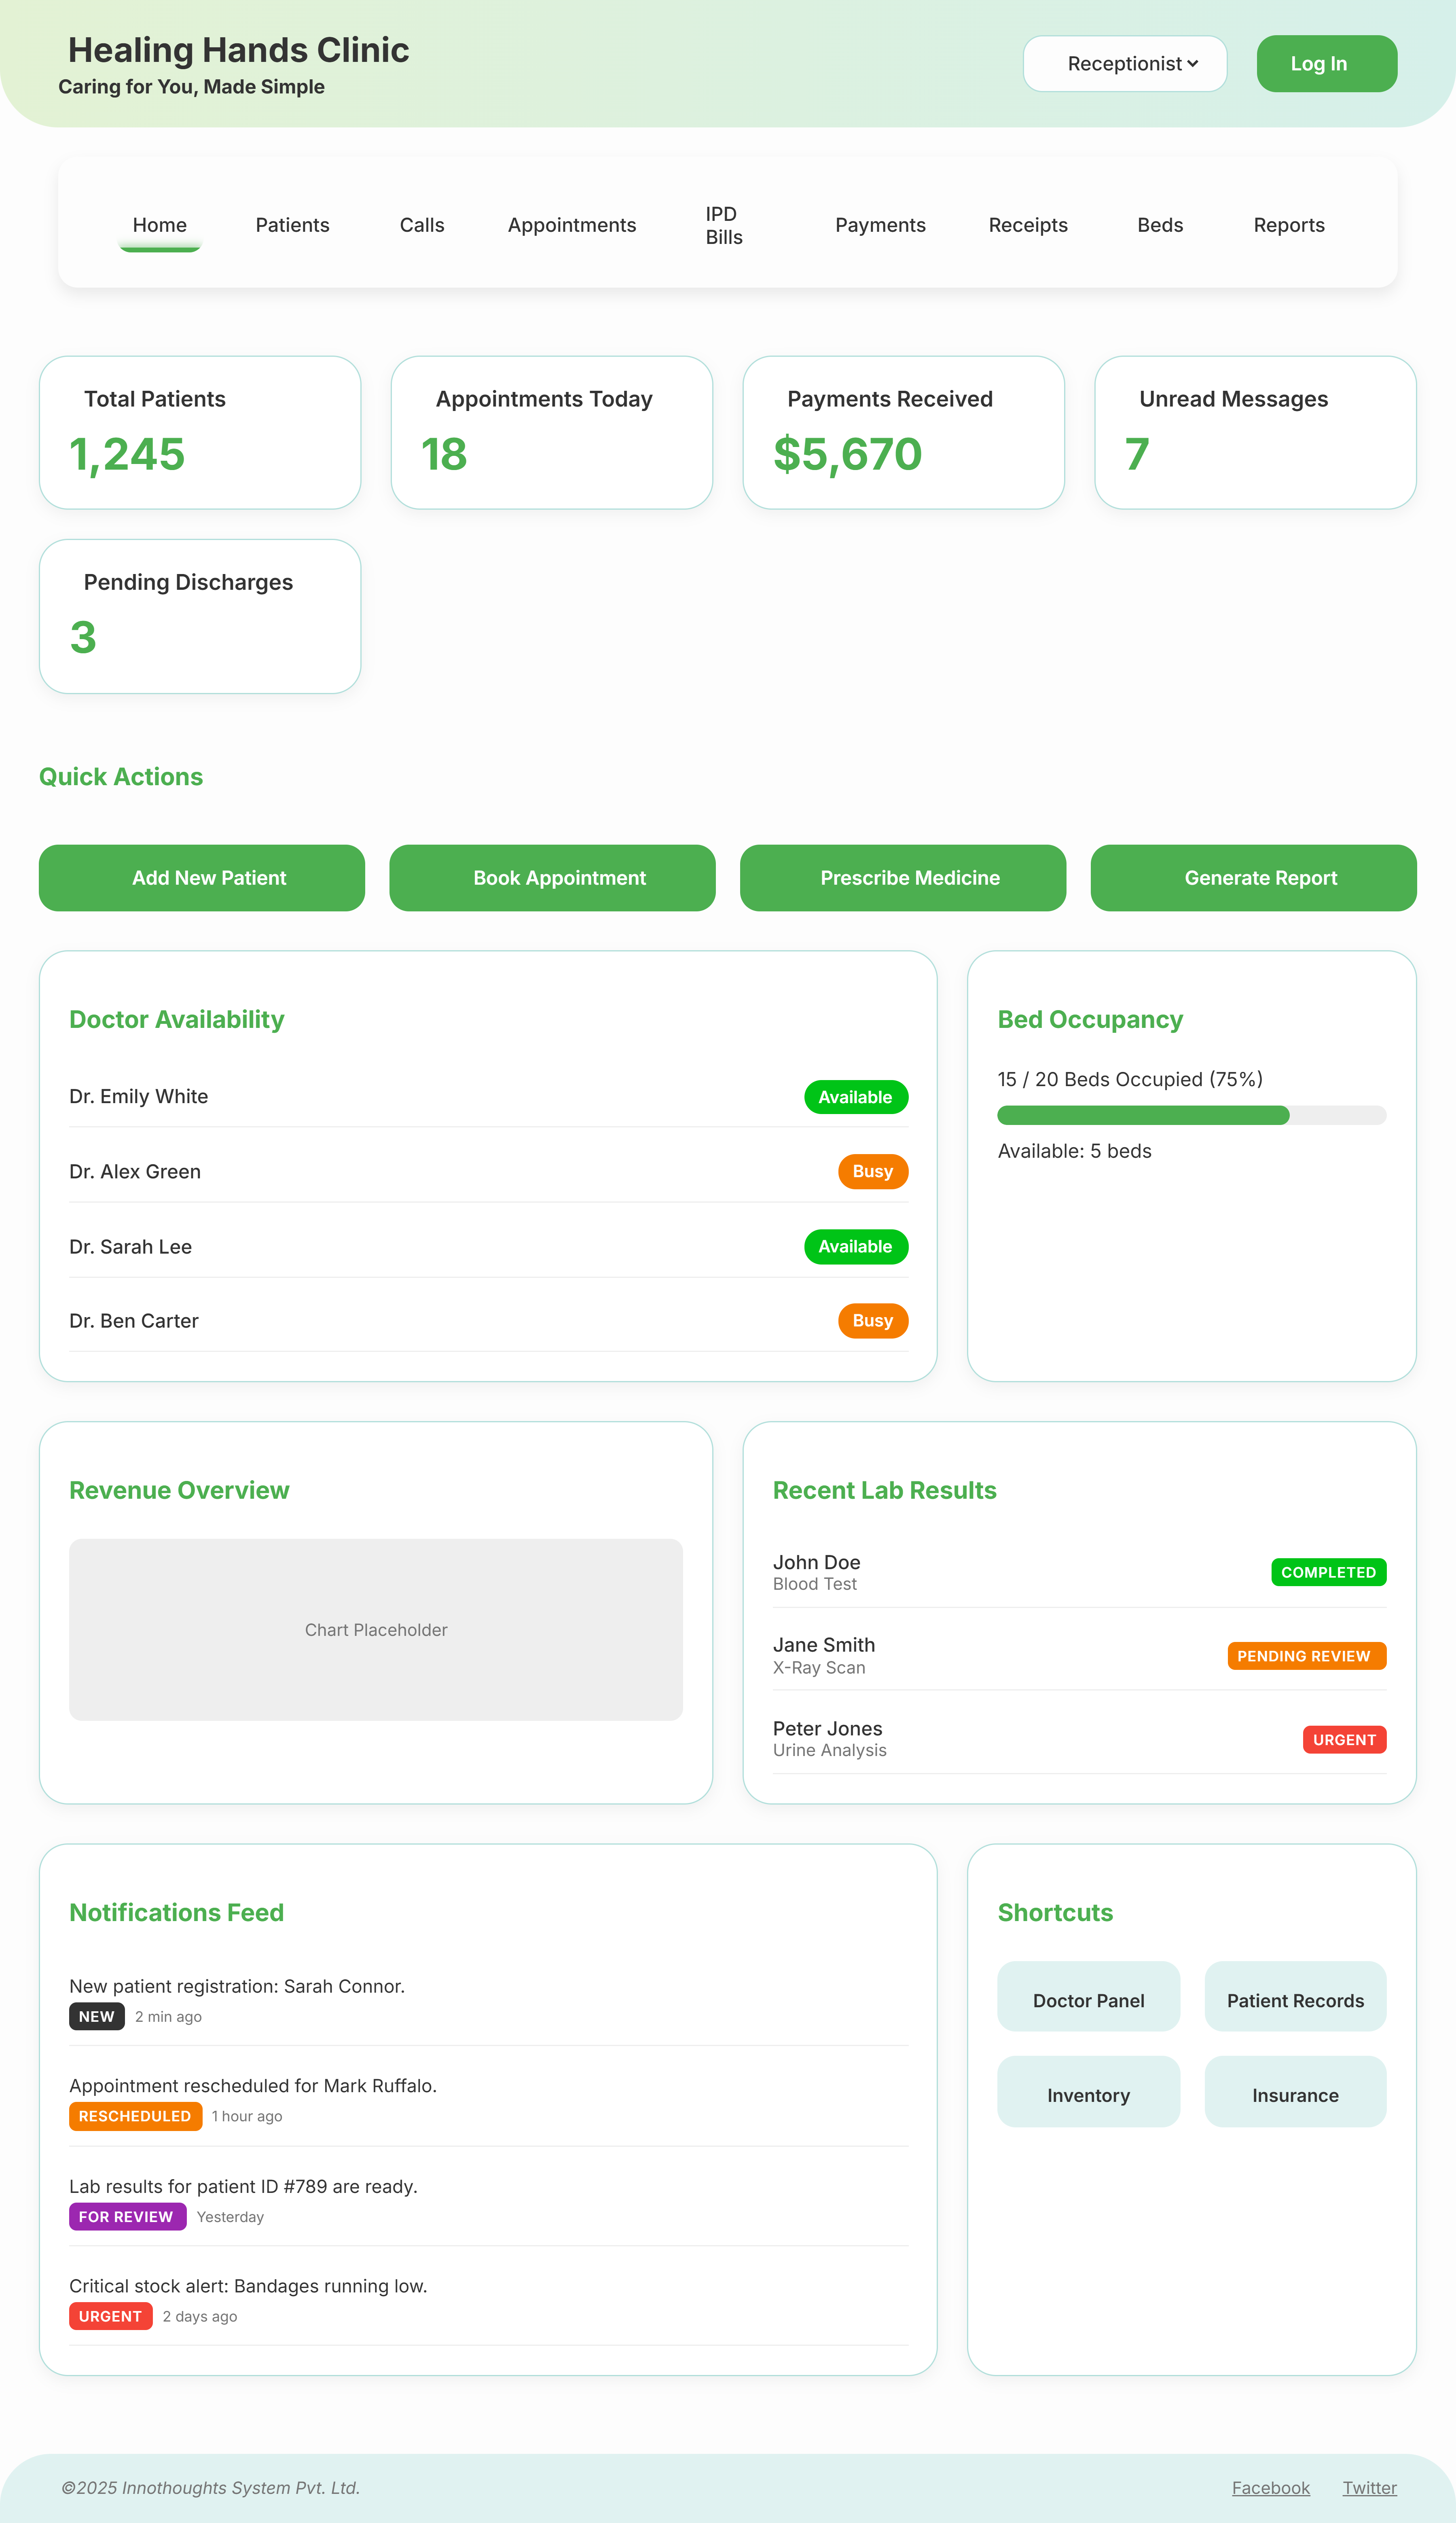 Healing Hands Clinic
Caring for You, Made Simple
Receptionist
Log In
Home
Patients
Calls
Appointments
IPD
Bills
Payments
Receipts
Beds
Reports
Total Patients
1,245
Appointments Today
18
Payments Received
$5,670
Unread Messages
7
Pending Discharges
3
Quick Actions
Add New Patient
Book Appointment
Prescribe Medicine
Generate Report
Doctor Availability
Dr. Emily White
Available
Dr. Alex Green
Busy
Dr. Sarah Lee
Available
Dr. Ben Carter
Busy
Bed Occupancy
15 / 20 Beds Occupied (75%)
Available: 5 beds
Revenue Overview
Chart Placeholder
Recent Lab Results
John Doe
Blood Test
COMPLETED
Jane Smith
X-Ray Scan
PENDING REVIEW
Peter Jones
Urine Analysis
URGENT
Notifications Feed
New patient registration: Sarah Connor.
NEW 2 min ago
Appointment rescheduled for Mark Ruffalo.
RESCHEDULED 1 hour ago
Lab results for patient ID #789 are ready.
FOR REVIEW Yesterday
Critical stock alert: Bandages running low.
URGENT 2 days ago
Shortcuts
Doctor Panel
Patient Records
Inventory
Insurance
©2025 Innothoughts System Pvt. Ltd.
Facebook
Twitter